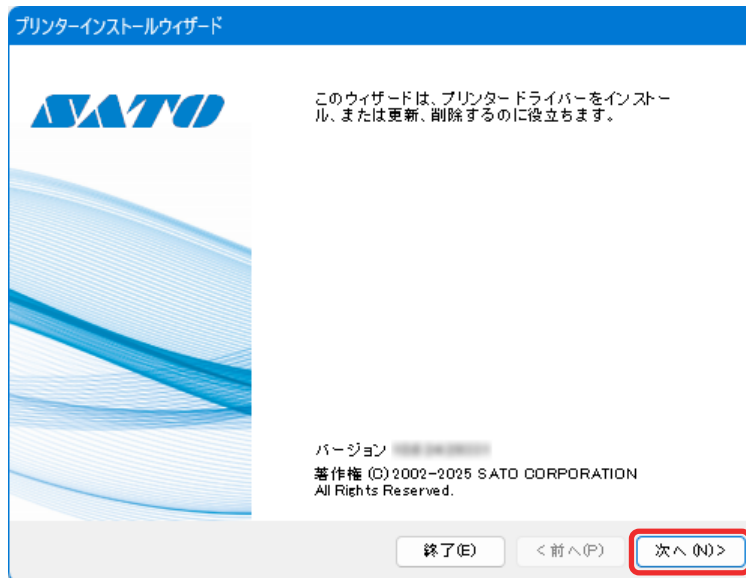 プリンターインストールウィザード
SATO
このウィザードは、プリンタードライバーをインストー
ル、または更新、削除するのに役立ちます。
バージョン
著作権 (C)2002-2025 SATO CORPORATION
All Rights Reserved.
終了(E)
<前へ(P)
次へ(N)>